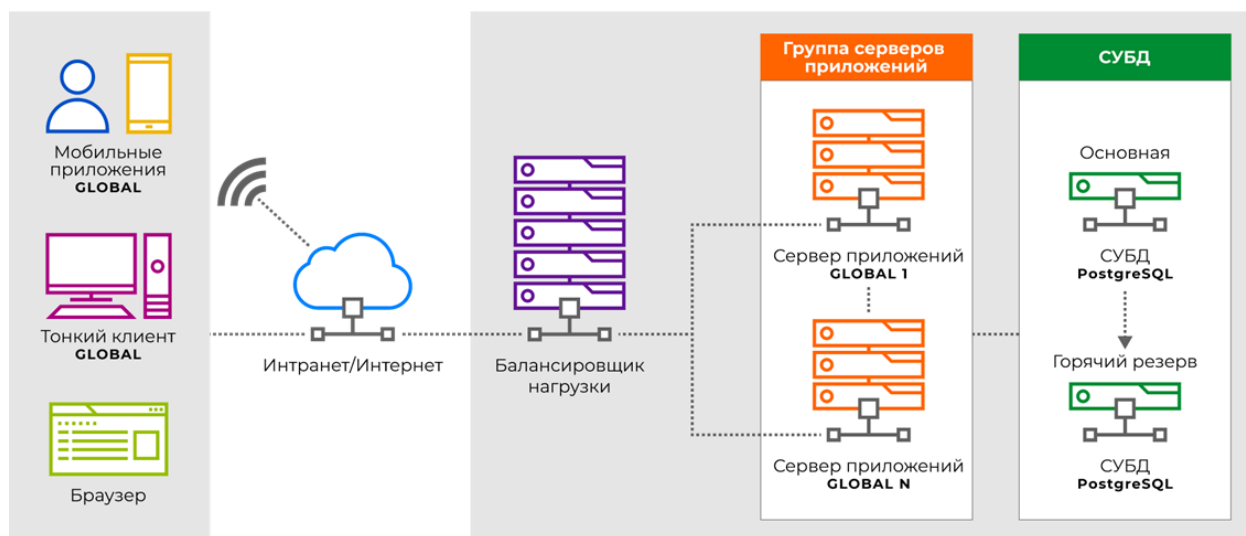 Мобильные
приложения
GLOBAL
Тонкий клиент
GLOBAL
Браузер
Интранет/Интернет
Балансировщик
нагрузки
Группа серверов
приложений
Сервер приложений
GLOBAL 1
Сервер приложений
GLOBAL N
СУБД
Основная
СУБД
PostgreSQL
Горячий резерв
СУБД
PostgreSQL